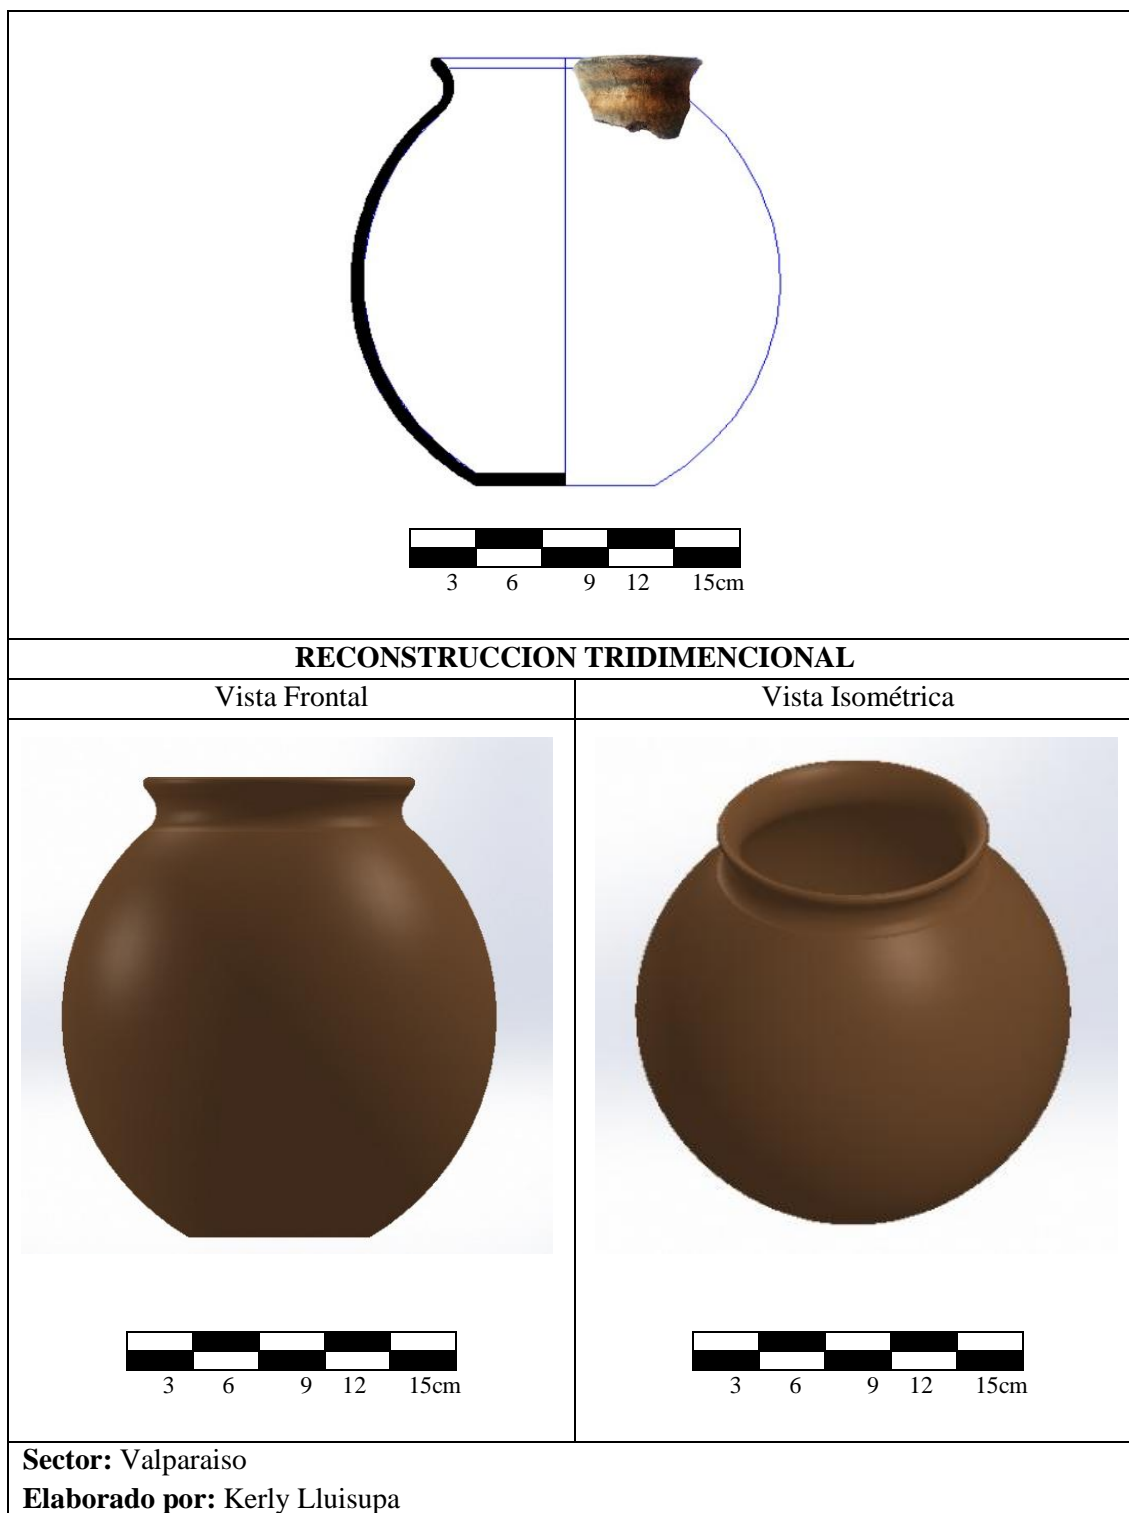 3 6 9 12 15cm
RECONSTRUCCION TRIDIMENCIONAL
Vista Frontal
Vista Isométrica
3 6 9 12 15cm
3 6 9 12 15cm
Sector: Valparaiso
Elaborado por: Kerly Lluisupa